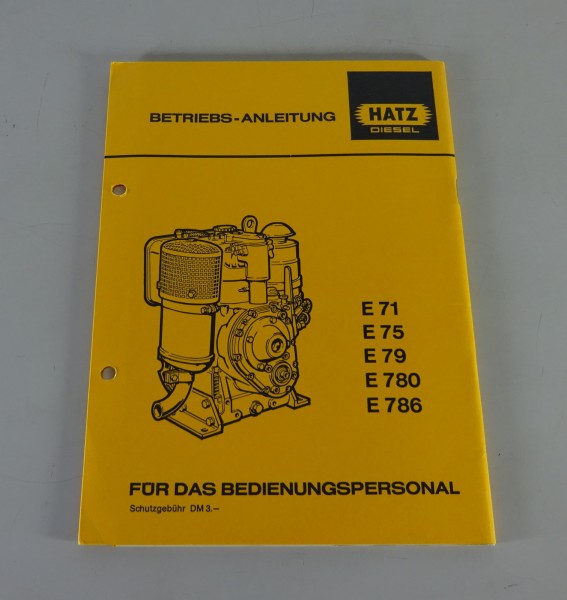 BETRIEBS-ANLEITUNG
HATZ
DIESEL
E 71
E 75
E 79
E 780
E 786
FÜR DAS BEDIENUNGSPERSONAL
Schutzgebühr DM 3.–